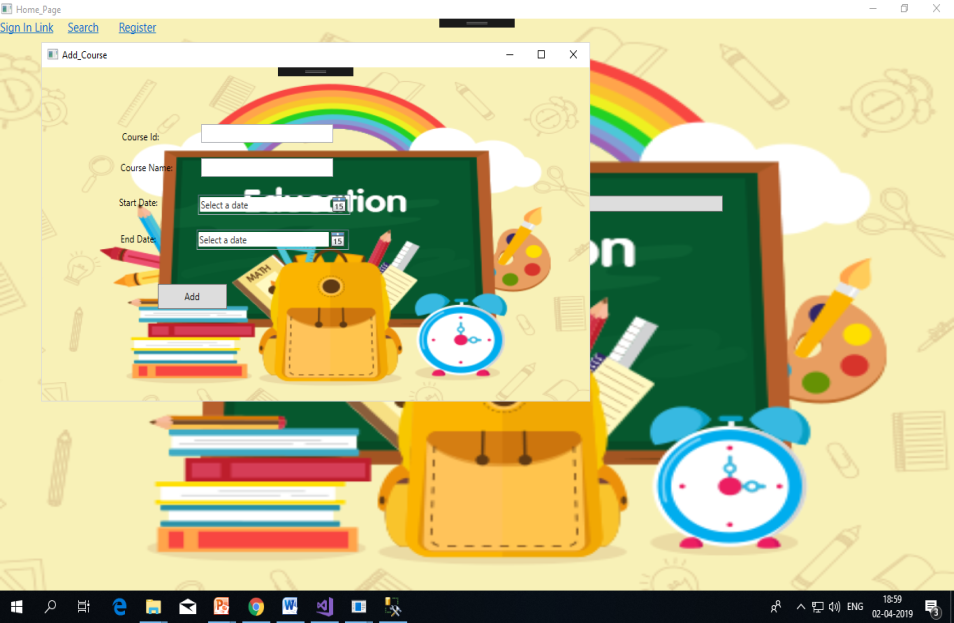 Home_Page
Sign In Link Search Register
Add_Course
Course Id:
Course Name:
Education
Start Date: Select a date 15
End Date: Select a date 15
MATH
Add
on
ENG
18:59
02-04-2019
3